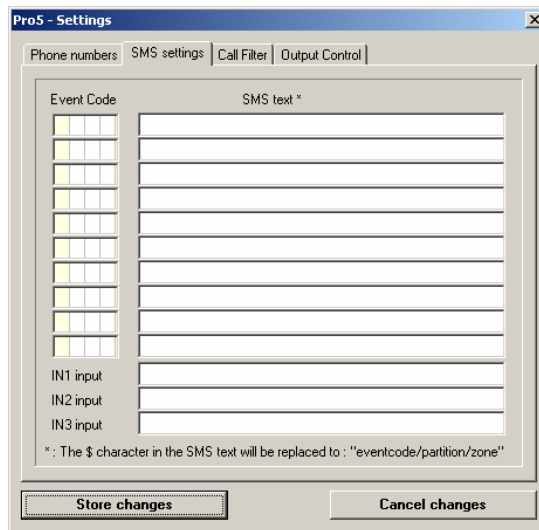 Pro5 - Settings
Phone numbers SMS settings Call Filter Output Control
Event Code SMS text *
IN1 input
IN2 input
IN3 input
* : The $ character in the SMS text will be replaced to : "eventcode/partition/zone"
Store changes Cancel changes